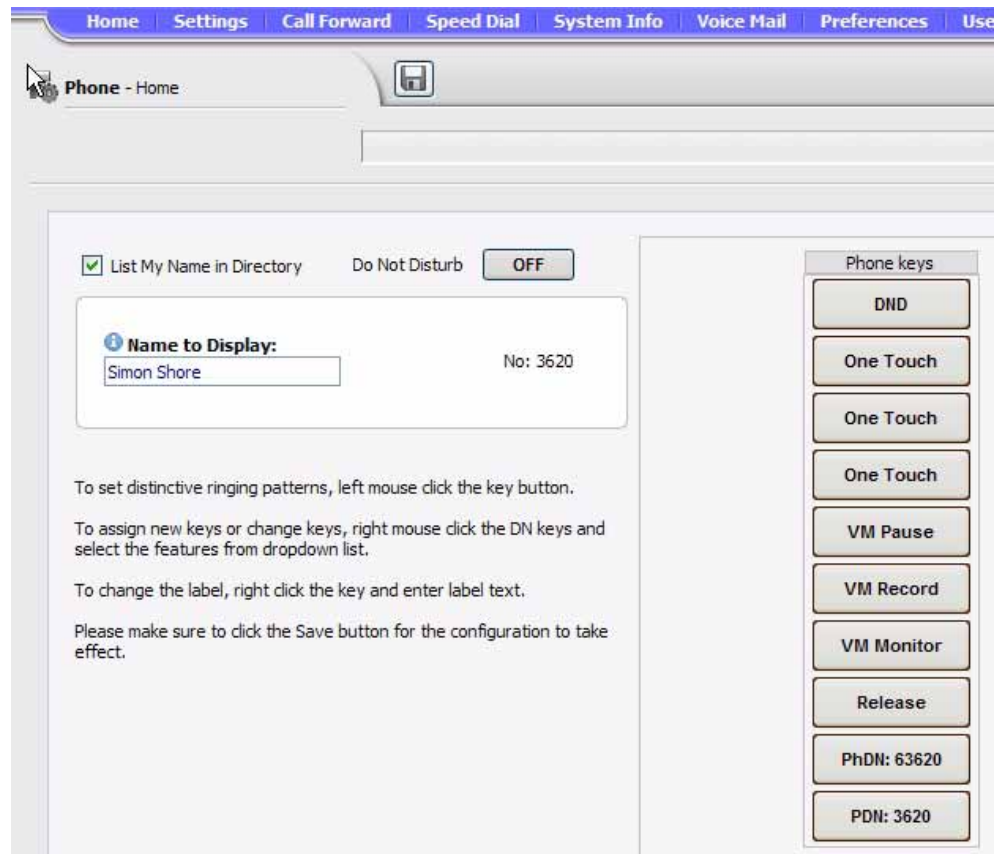 Home Settings Call Forward Speed Dial System Info Voice Mail Preferences Use
Phone - Home
List My Name in Directory Do Not Disturb OFF
Name to Display:
Simon Shore
No: 3620
To set distinctive ringing patterns, left mouse click the key button.
To assign new keys or change keys, right mouse click the DN keys and
select the features from dropdown list.
To change the label, right click the key and enter label text.
Please make sure to click the Save button for the configuration to take
effect.
Phone keys
DND
One Touch
One Touch
One Touch
VM Pause
VM Record
VM Monitor
Release
PhDN: 63620
PDN: 3620